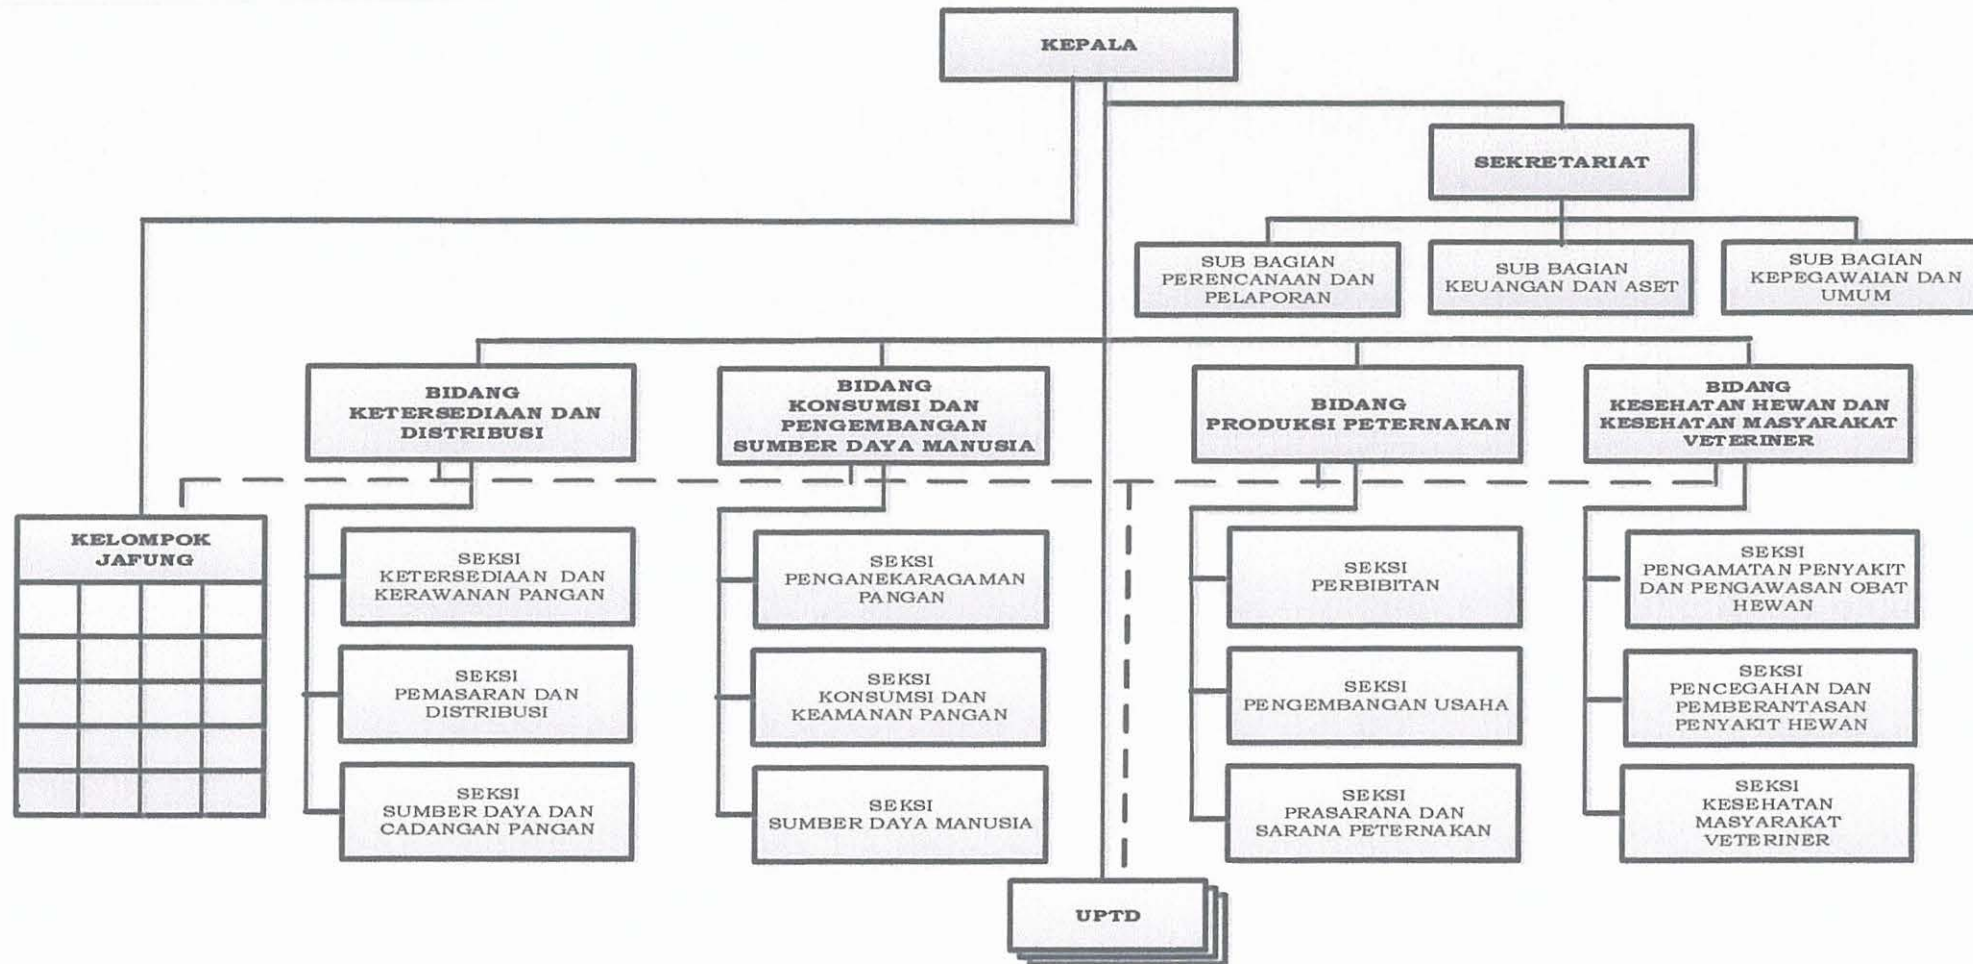 KEPALA
SEKRETARIAT
SUB BAGIAN
PERENCANAAN DAN
PELAPORAN
SUB BAGIAN
KEUANGAN DAN ASET
SUB BAGIAN
KEPEGAWAIAN DAN
UMUM
BIDANG
KETERSEDIAAN DAN
DISTRIBUSI
BIDANG
KONSUMSI DAN
PENGEMBANGAN
SUMBER DAYA MANUSIA
BIDANG
PRODUKSI PETERNAKAN
BIDANG
KESEHATAN HEWAN DAN
KESEHATAN MASYARAKAT
VETERINER
KELOMPOK
JAFUNG
SEKSI
KETERSEDIAAN DAN
KERAWANAN PANGAN
SEKSI
PEMASARAN DAN
DISTRIBUSI
SEKSI
SUMBER DAYA DAN
CADANGAN PANGAN
SEKSI
PENGANEKARAGAMAN
PANGAN
SEKSI
KONSUMSI DAN
KEAMANAN PANGAN
SEKSI
SUMBER DAYA MANUSIA
SEKSI
PERBIBITAN
SEKSI
PENGEMBANGAN USAHA
SEKSI
PRASARANA DAN
SARANA PETERNAKAN
SEKSI
PENGAMATAN PENYAKIT
DAN PENGAWASAN OBAT
HEWAN
SEKSI
PENCEGAHAN DAN
PEMBERANTASAN
PENYAKIT HEWAN
SEKSI
KESEHATAN
MASYARAKAT
VETERINER
UPTD